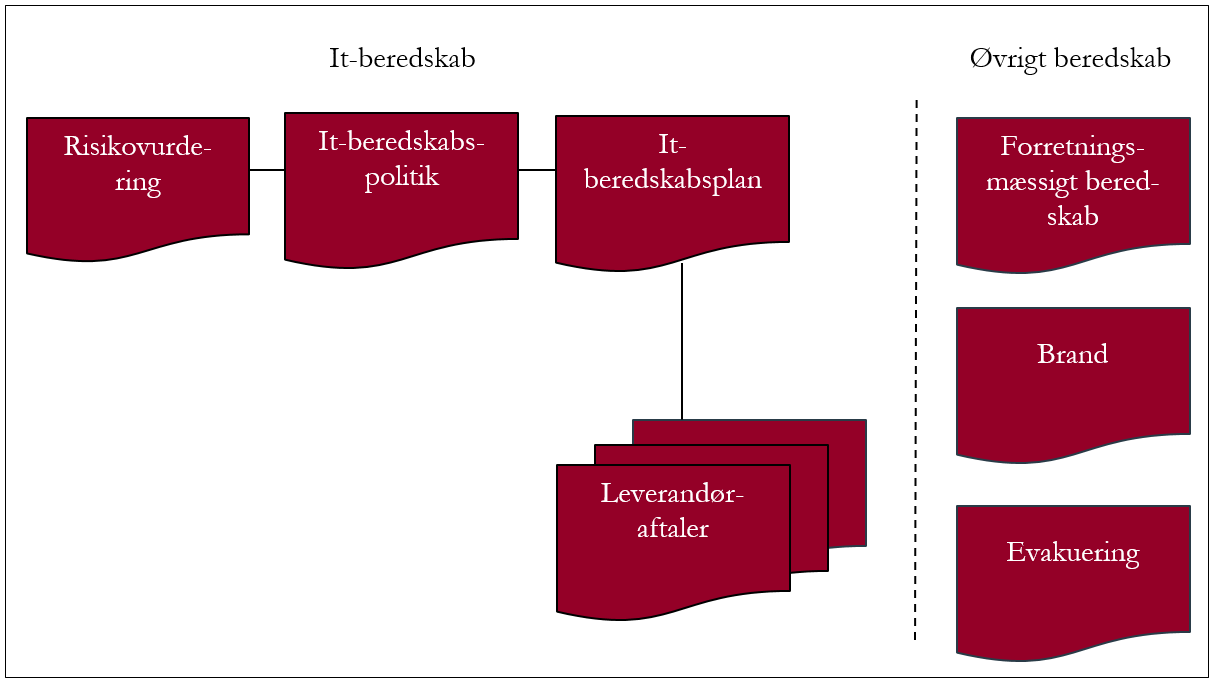 It-beredskab
Øvrigt beredskab
Risikovurde-
ring
It-beredskabs-
politik
It-
beredskabsplan
Forretnings-
mæssigt bered-
skab
Brand
Leverandør-
aftaler
Evakuering